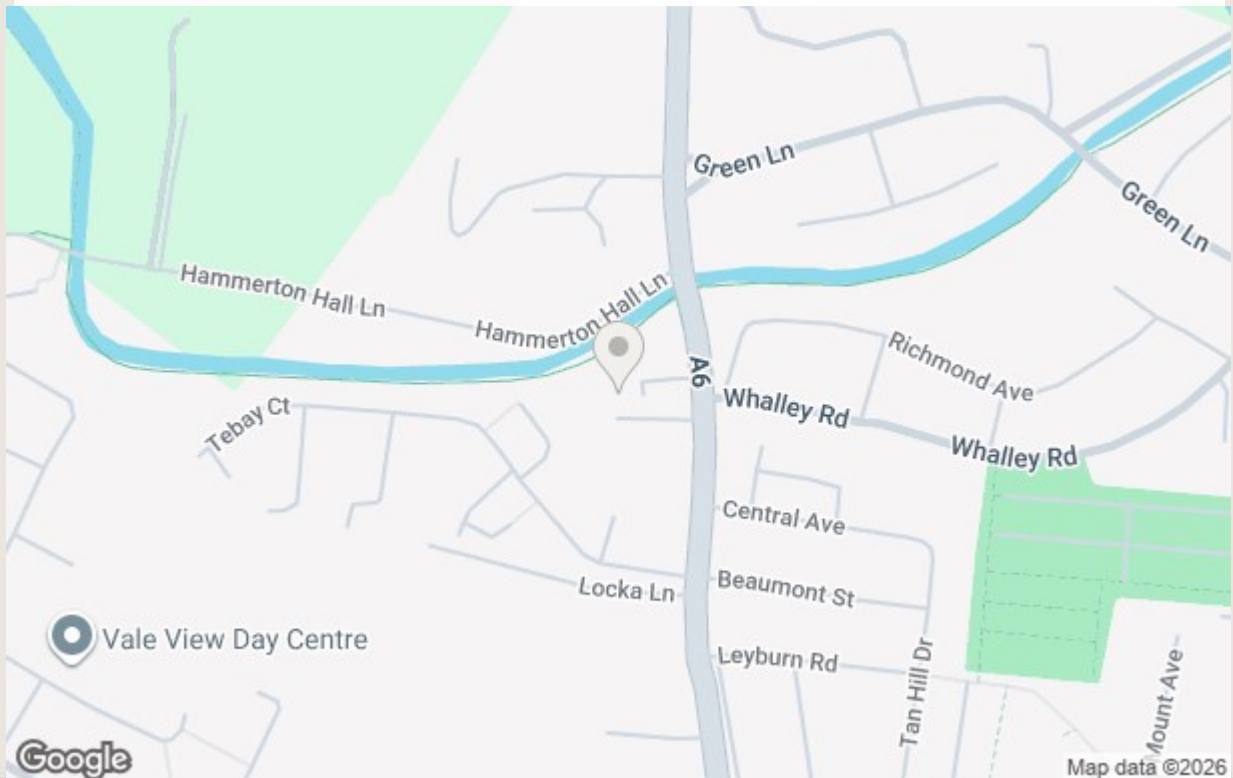 Green Ln
Green Ln
Hammerton Hall Ln
Hammerton Hall Ln
A6
Richmond Ave
Whalley Rd
Whalley Rd
Tebay Ct
Central Ave
Locka Ln
Beaumont St
Vale View Day Centre
Leyburn Rd
Tan Hill Dr
Mount Ave
Google
Map data ©2026